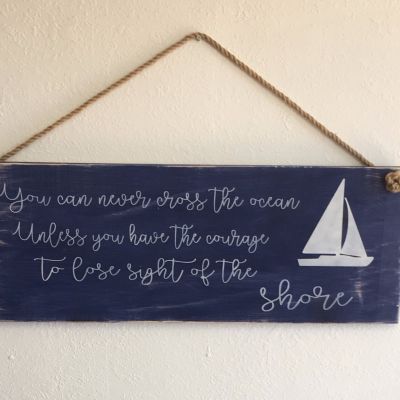 You can never cross the ocean
Unless you have the courage
to lose sight of the
shore